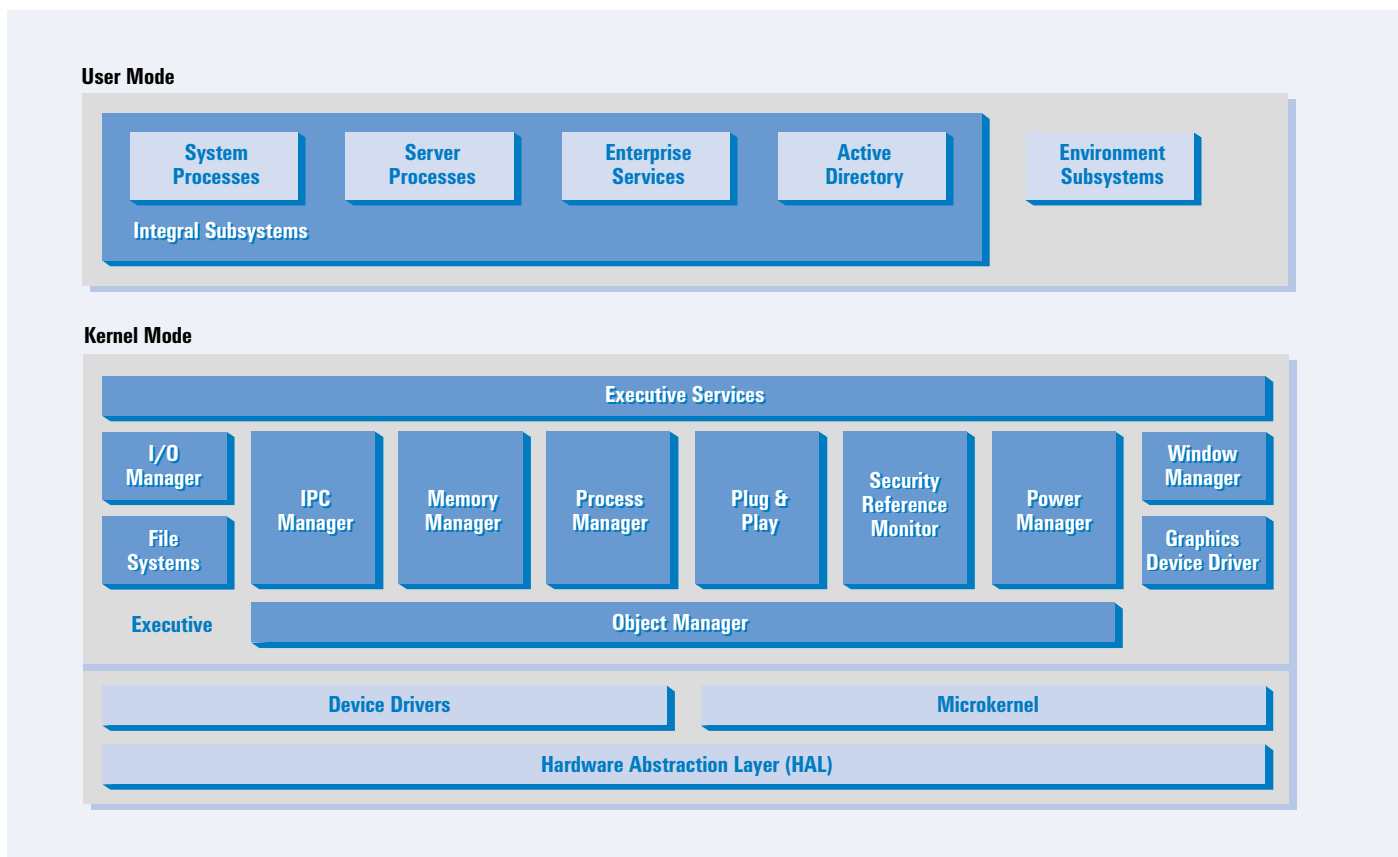 User Mode
System
Processes
Server
Processes
Enterprise
Services
Active
Directory
Environment
Subsystems
Integral Subsystems
Kernel Mode
Executive Services
I/O
Manager
File
Systems
IPC
Manager
Memory
Manager
Process
Manager
Plug &
Play
Security
Reference
Monitor
Power
Manager
Window
Manager
Graphics
Device Driver
Executive
Object Manager
Device Drivers
Microkernel
Hardware Abstraction Layer (HAL)